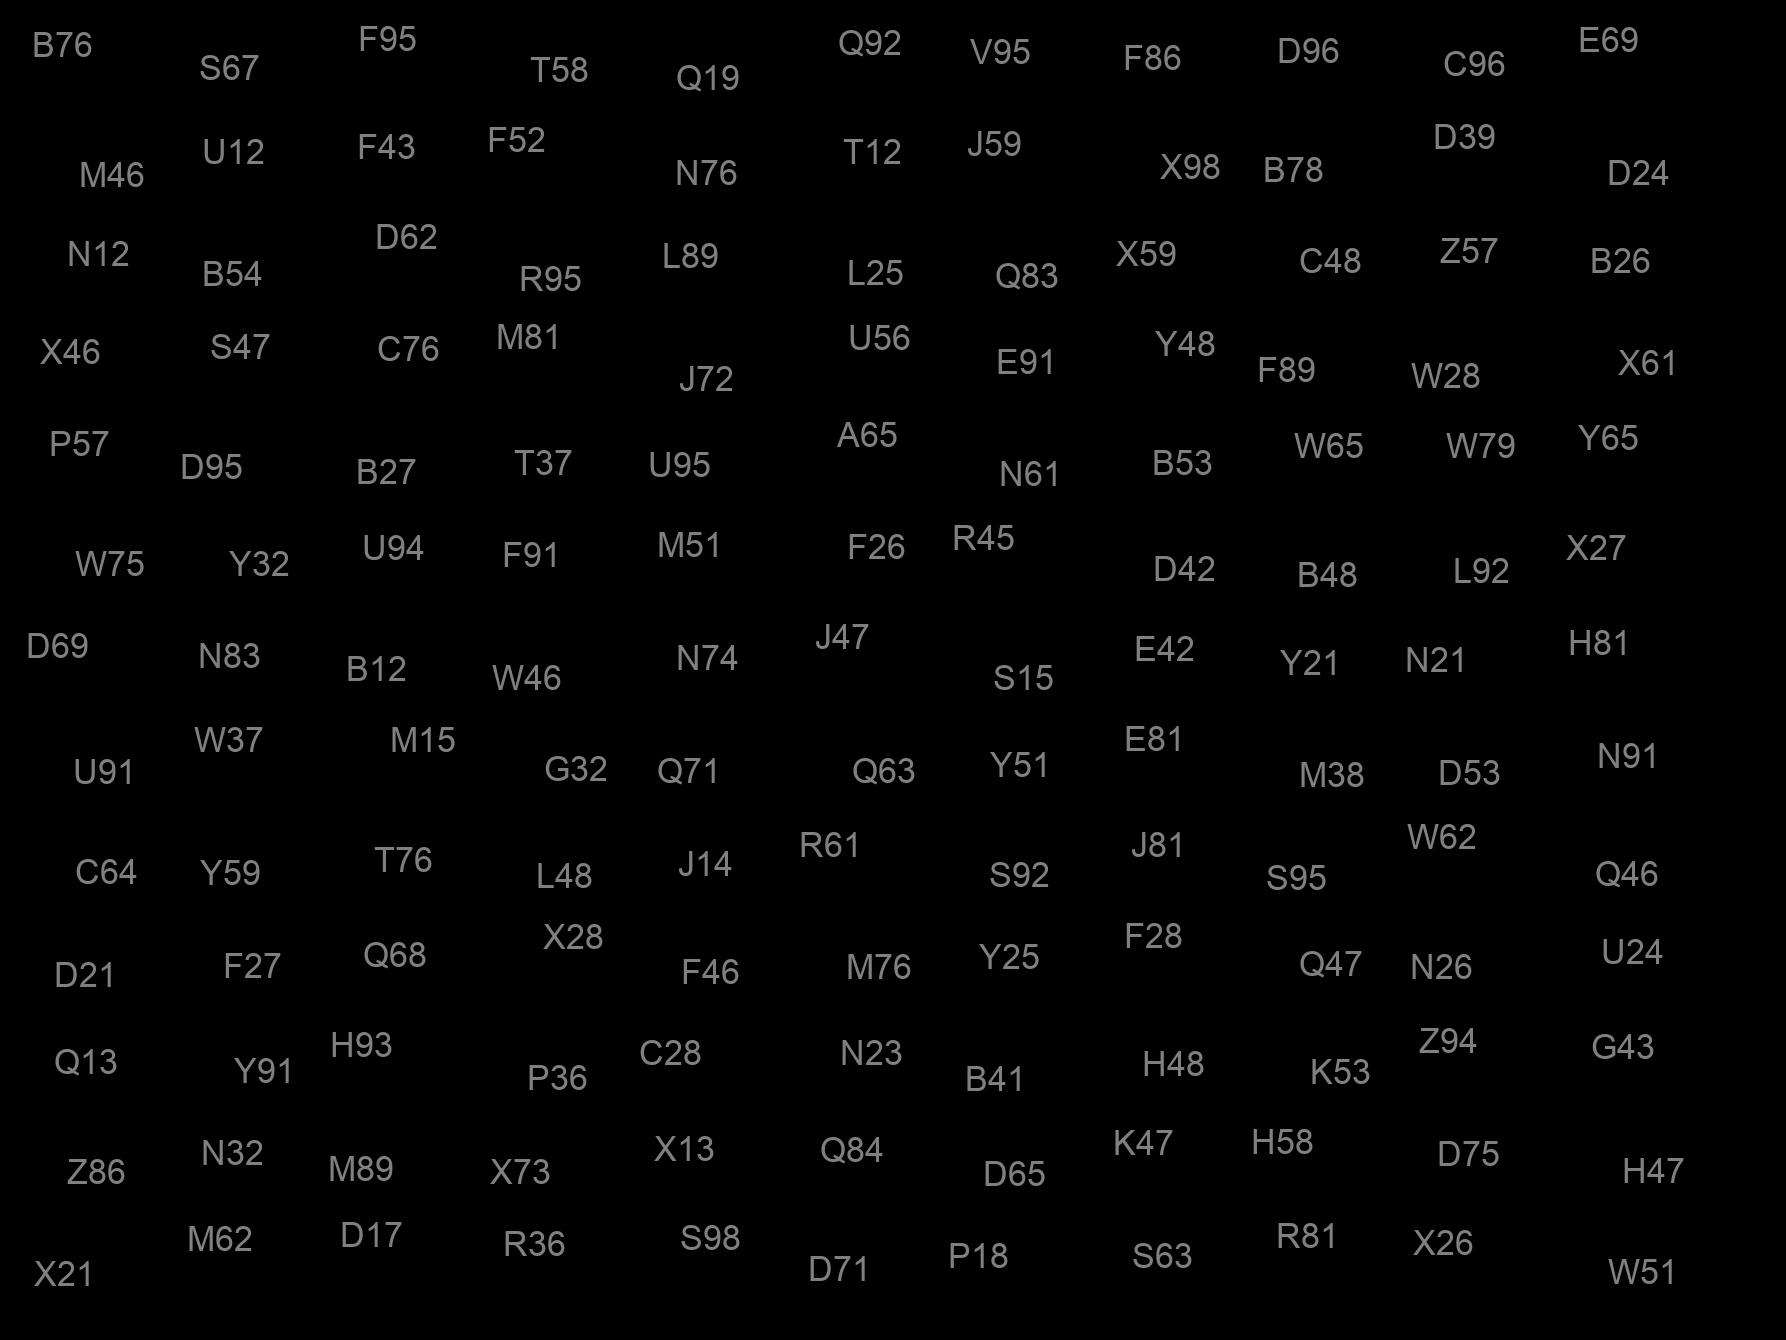 B76 S67 F95 T58 Q19 Q92 V95 F86 D96 C96 E69
M46 U12 F43 F52 N76 T12 J59 X98 B78 D39 D24
N12 B54 D62 R95 L89 L25 Q83 X59 C48 Z57 B26
X46 S47 C76 M81 J72 U56 E91 Y48 F89 W28 X61
P57 D95 B27 T37 U95 A65 N61 B53 W65 W79 Y65
W75 Y32 U94 F91 M51 F26 R45 D42 B48 L92 X27
D69 N83 B12 W46 N74 J47 S15 E42 Y21 N21 H81
U91 W37 M15 G32 Q71 Q63 Y51 E81 M38 D53 N91
C64 Y59 T76 L48 J14 R61 S92 J81 S95 W62 Q46
D21 F27 Q68 X28 F46 M76 Y25 F28 Q47 N26 U24
Q13 Y91 H93 P36 C28 N23 B41 H48 K53 Z94 G43
Z86 N32 M89 X73 X13 Q84 D65 K47 H58 D75 H47
X21 M62 D17 R36 S98 D71 P18 S63 R81 X26 W51